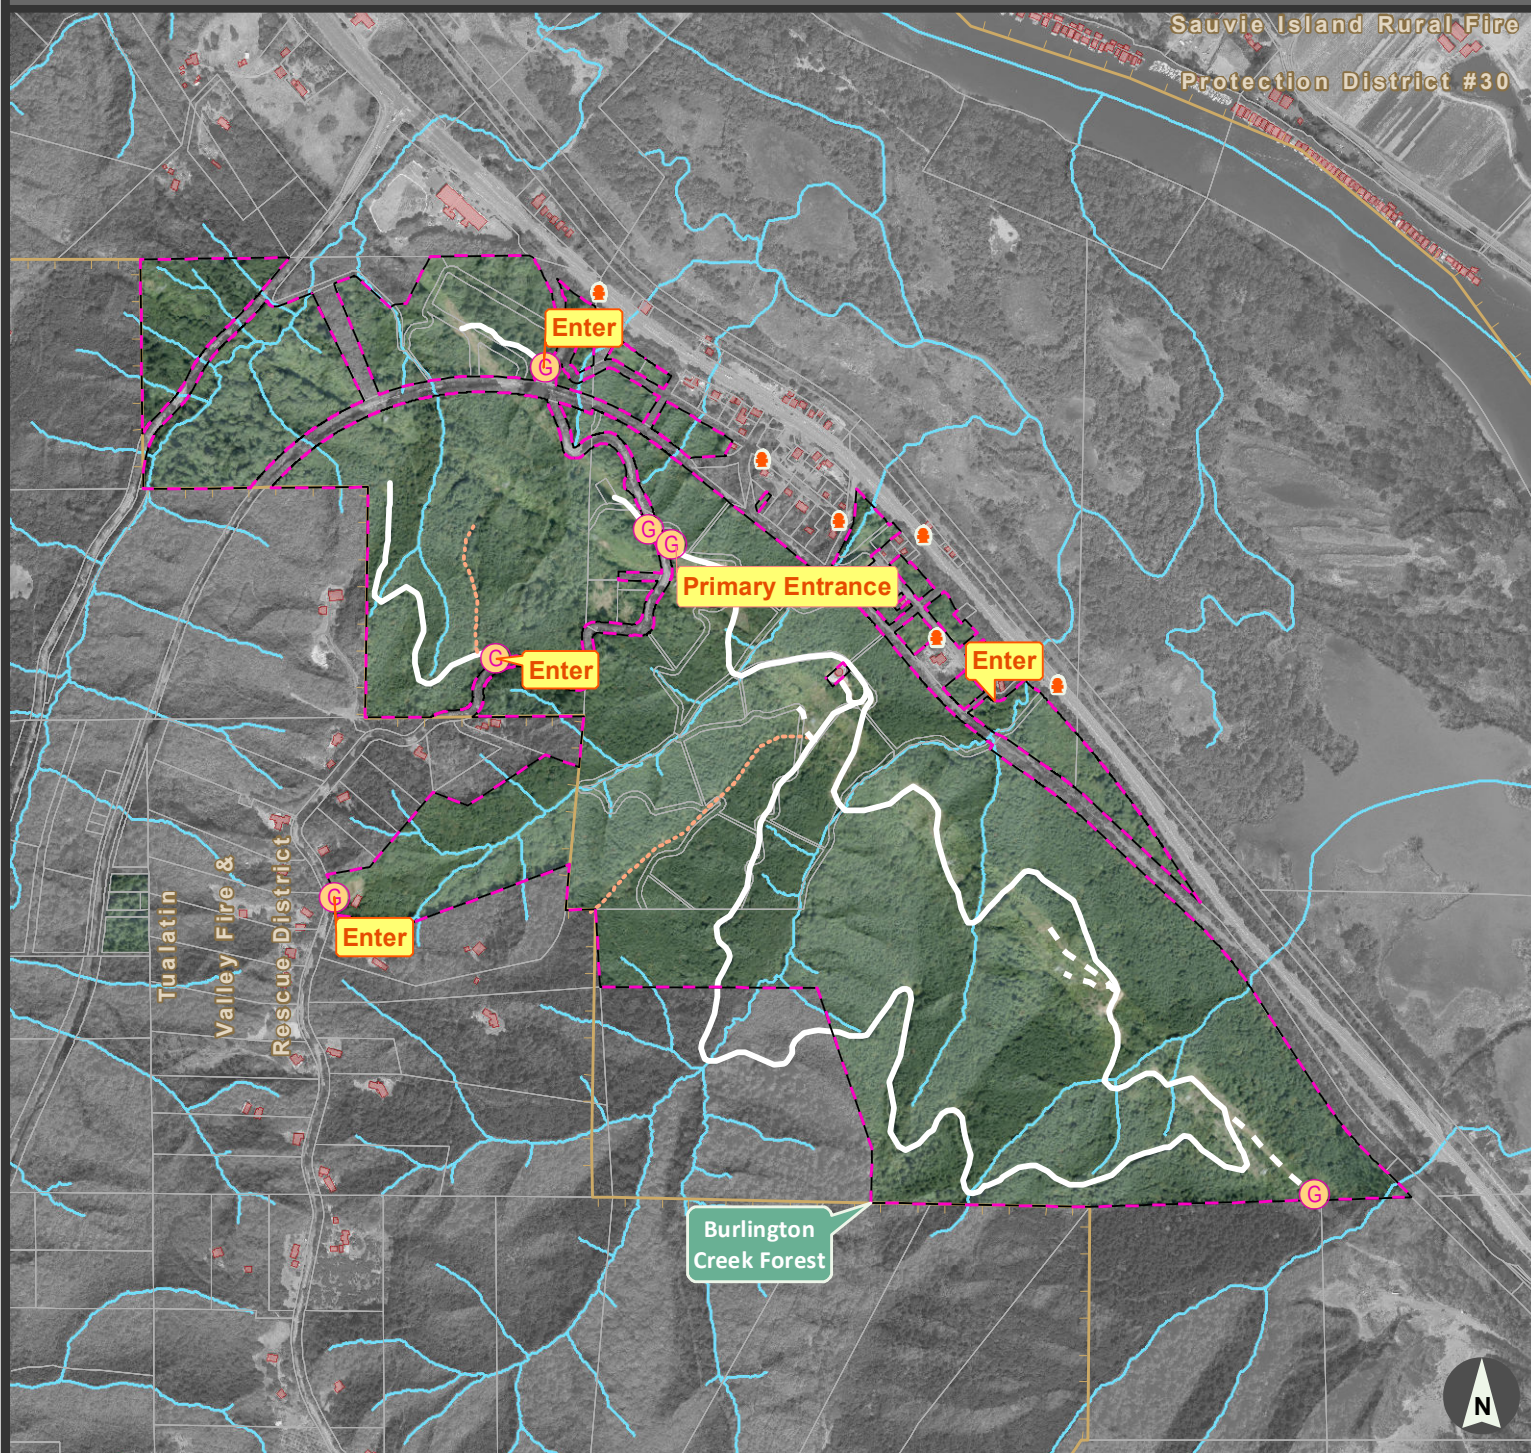 Sauvie Island Rural Fire
Protection District #30
Enter
G
G
G
Primary Entrance
G
Enter
Enter
G
Enter
Tualatin
Valley Fire &
Rescue District
G
Burlington
Creek Forest
N